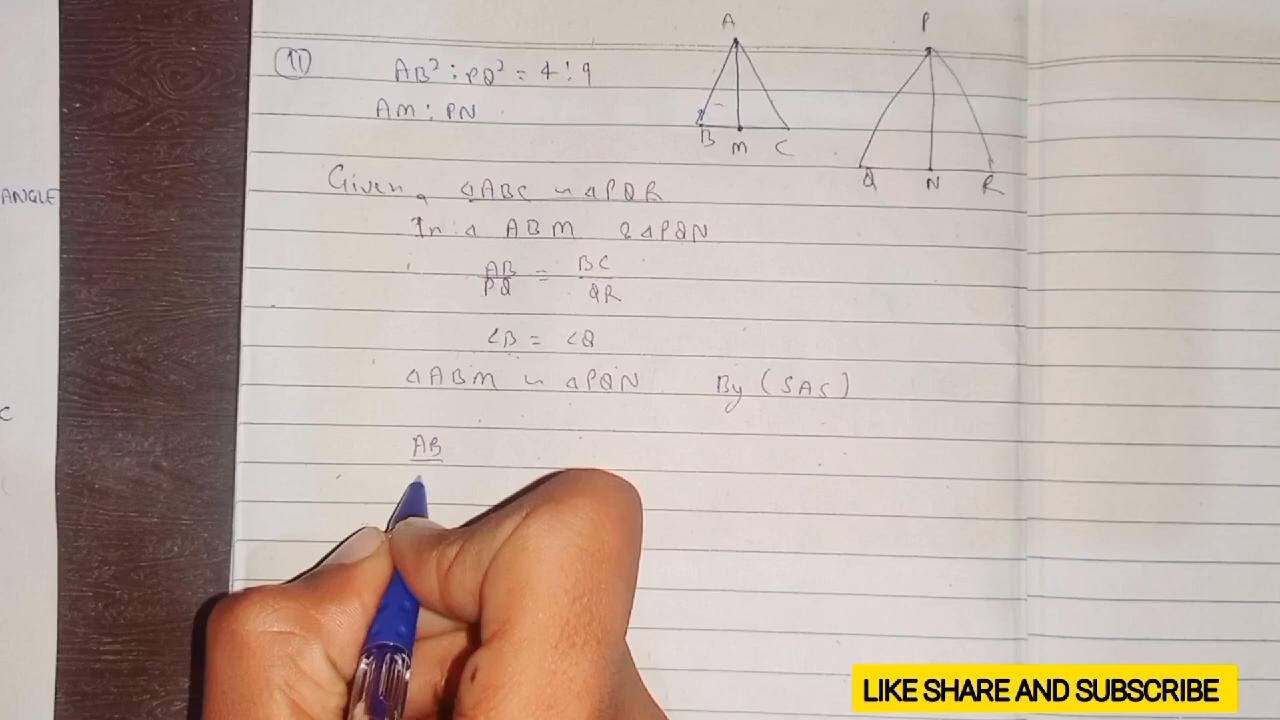 11
AB² : PQ² = 4 : 9
AM : PN
A
B M C
P
Q N R
Given, △ABC ~ △PQR
In △ ABM & △PQN
AB/PQ = BC/QR
∠B = ∠Q
△ABM ~ △PQN By (SAS)
AB
ANGLE
C
LIKE SHARE AND SUBSCRIBE